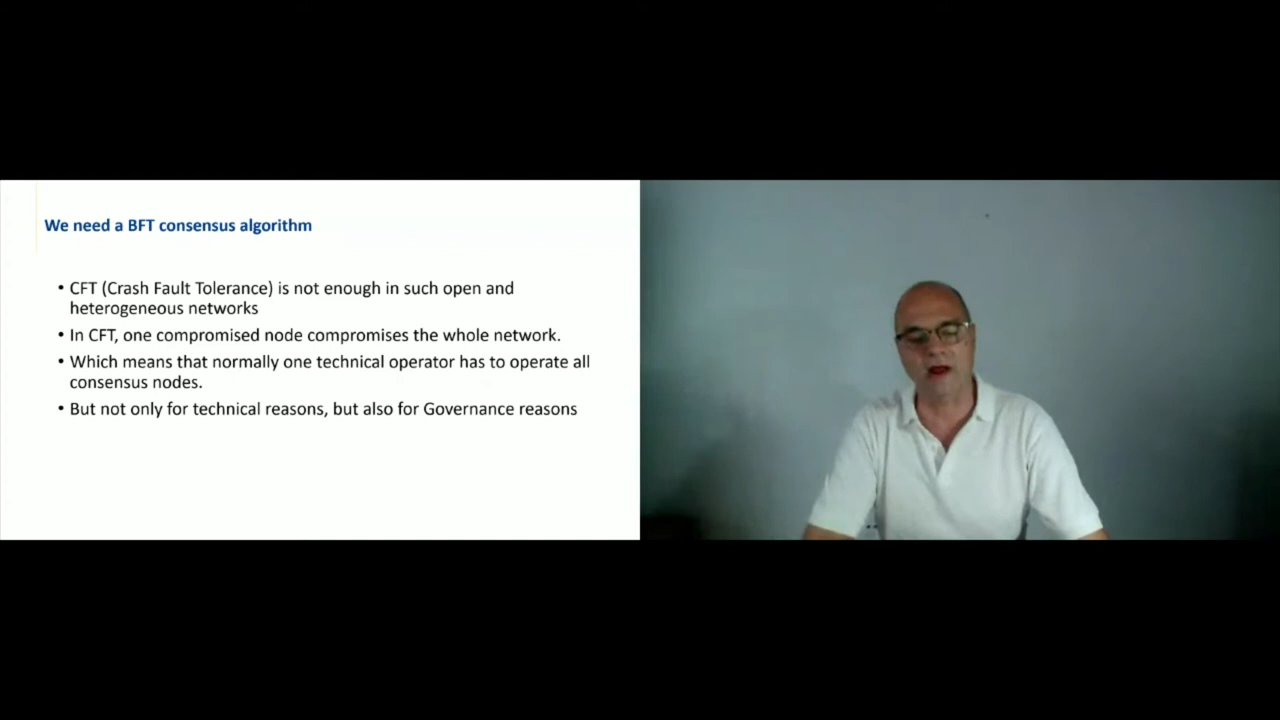 We need a BFT consensus algorithm
• CFT (Crash Fault Tolerance) is not enough in such open and
heterogeneous networks
• In CFT, one compromised node compromises the whole network.
• Which means that normally one technical operator has to operate all
consensus nodes.
• But not only for technical reasons, but also for Governance reasons